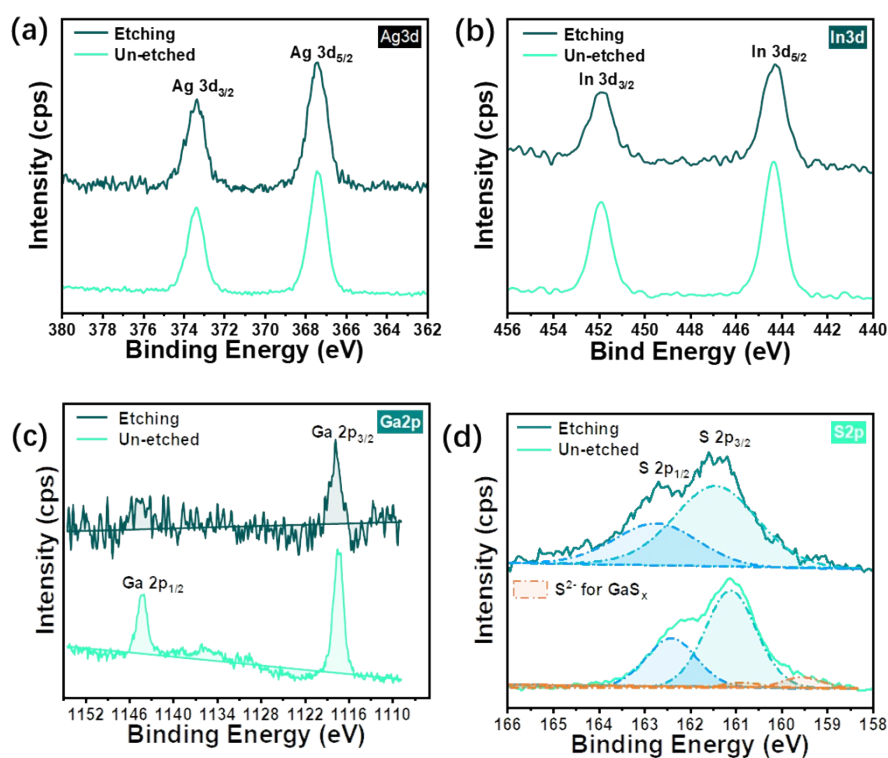 (a)
Etching
Un-etched
Ag3d
Ag 3d3/2
Ag 3d5/2
Intensity (cps)
380 378 376 374 372 370 368 366 364 362
Binding Energy (eV)
(b)
Etching
Un-etched
In3d
In 3d3/2
In 3d5/2
Intensity (cps)
456 454 452 450 448 446 444 442 440
Bind Energy (eV)
(c)
Etching
Un-etched
Ga2p
Ga 2p3/2
Ga 2p1/2
Intensity (cps)
1152 1146 1140 1134 1128 1122 1116 1110
Binding Energy (eV)
(d)
Etching
Un-etched
S2p
S 2p1/2
S 2p3/2
S2- for GaSx
Intensity (cps)
166 165 164 163 162 161 160 159 158
Binding Energy (eV)